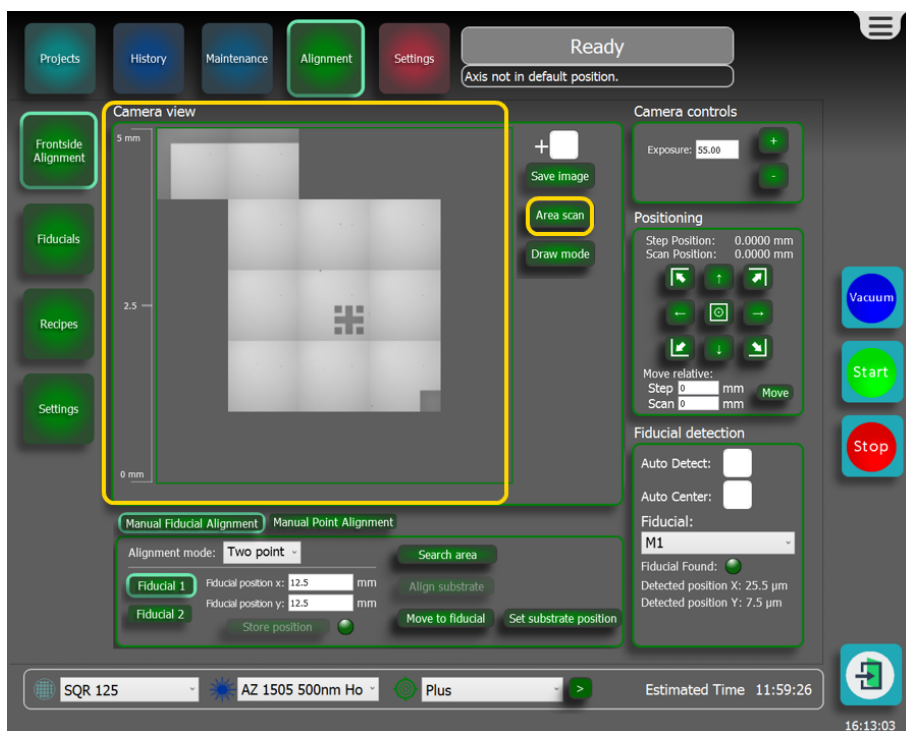 Projects
History
Maintenance
Alignment
Settings
Ready
Axis not in default position.
Frontside
Alignment
Fiducials
Recipes
Settings
Camera view
5 mm
2.5
0 mm
+
Save image
Area scan
Draw mode
Camera controls
Exposure: 55.00
+
-
Positioning
Step Position: 0.0000 mm
Scan Position: 0.0000 mm
Move relative:
Step 0 mm
Scan 0 mm
Move
Fiducial detection
Auto Detect:
Auto Center:
Fiducial:
M1
Fiducial Found:
Detected position X: 25.5 µm
Detected position Y: 7.5 µm
Vacuum
Start
Stop
Manual Fiducial Alignment
Manual Point Alignment
Alignment mode: Two point
Fiducial 1
Fiducial 2
Fiducial position x: 12.5 mm
Fiducial position y: 12.5 mm
Store position
Search area
Align substrate
Move to fiducial
Set substrate position
SQR 125
AZ 1505 500nm Ho
Plus
>
Estimated Time 11:59:26
16:13:03